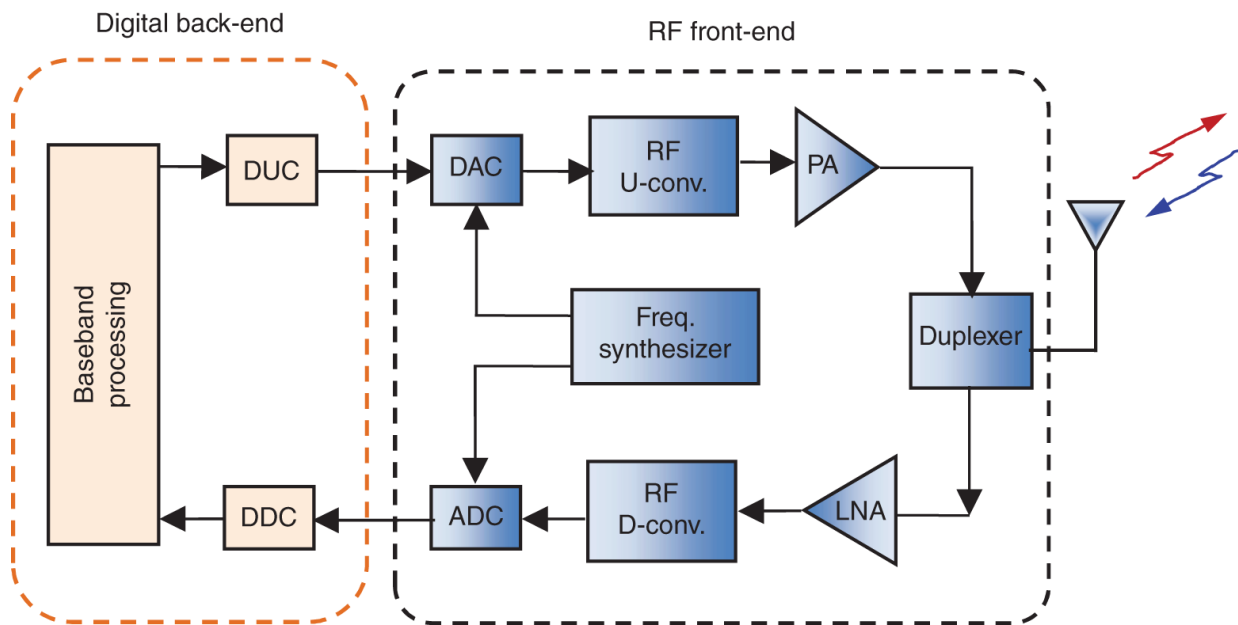 Digital back-end
RF front-end
Baseband
processing
DUC
DAC
RF
U-conv.
PA
Freq.
synthesizer
Duplexer
DDC
ADC
RF
D-conv.
LNA